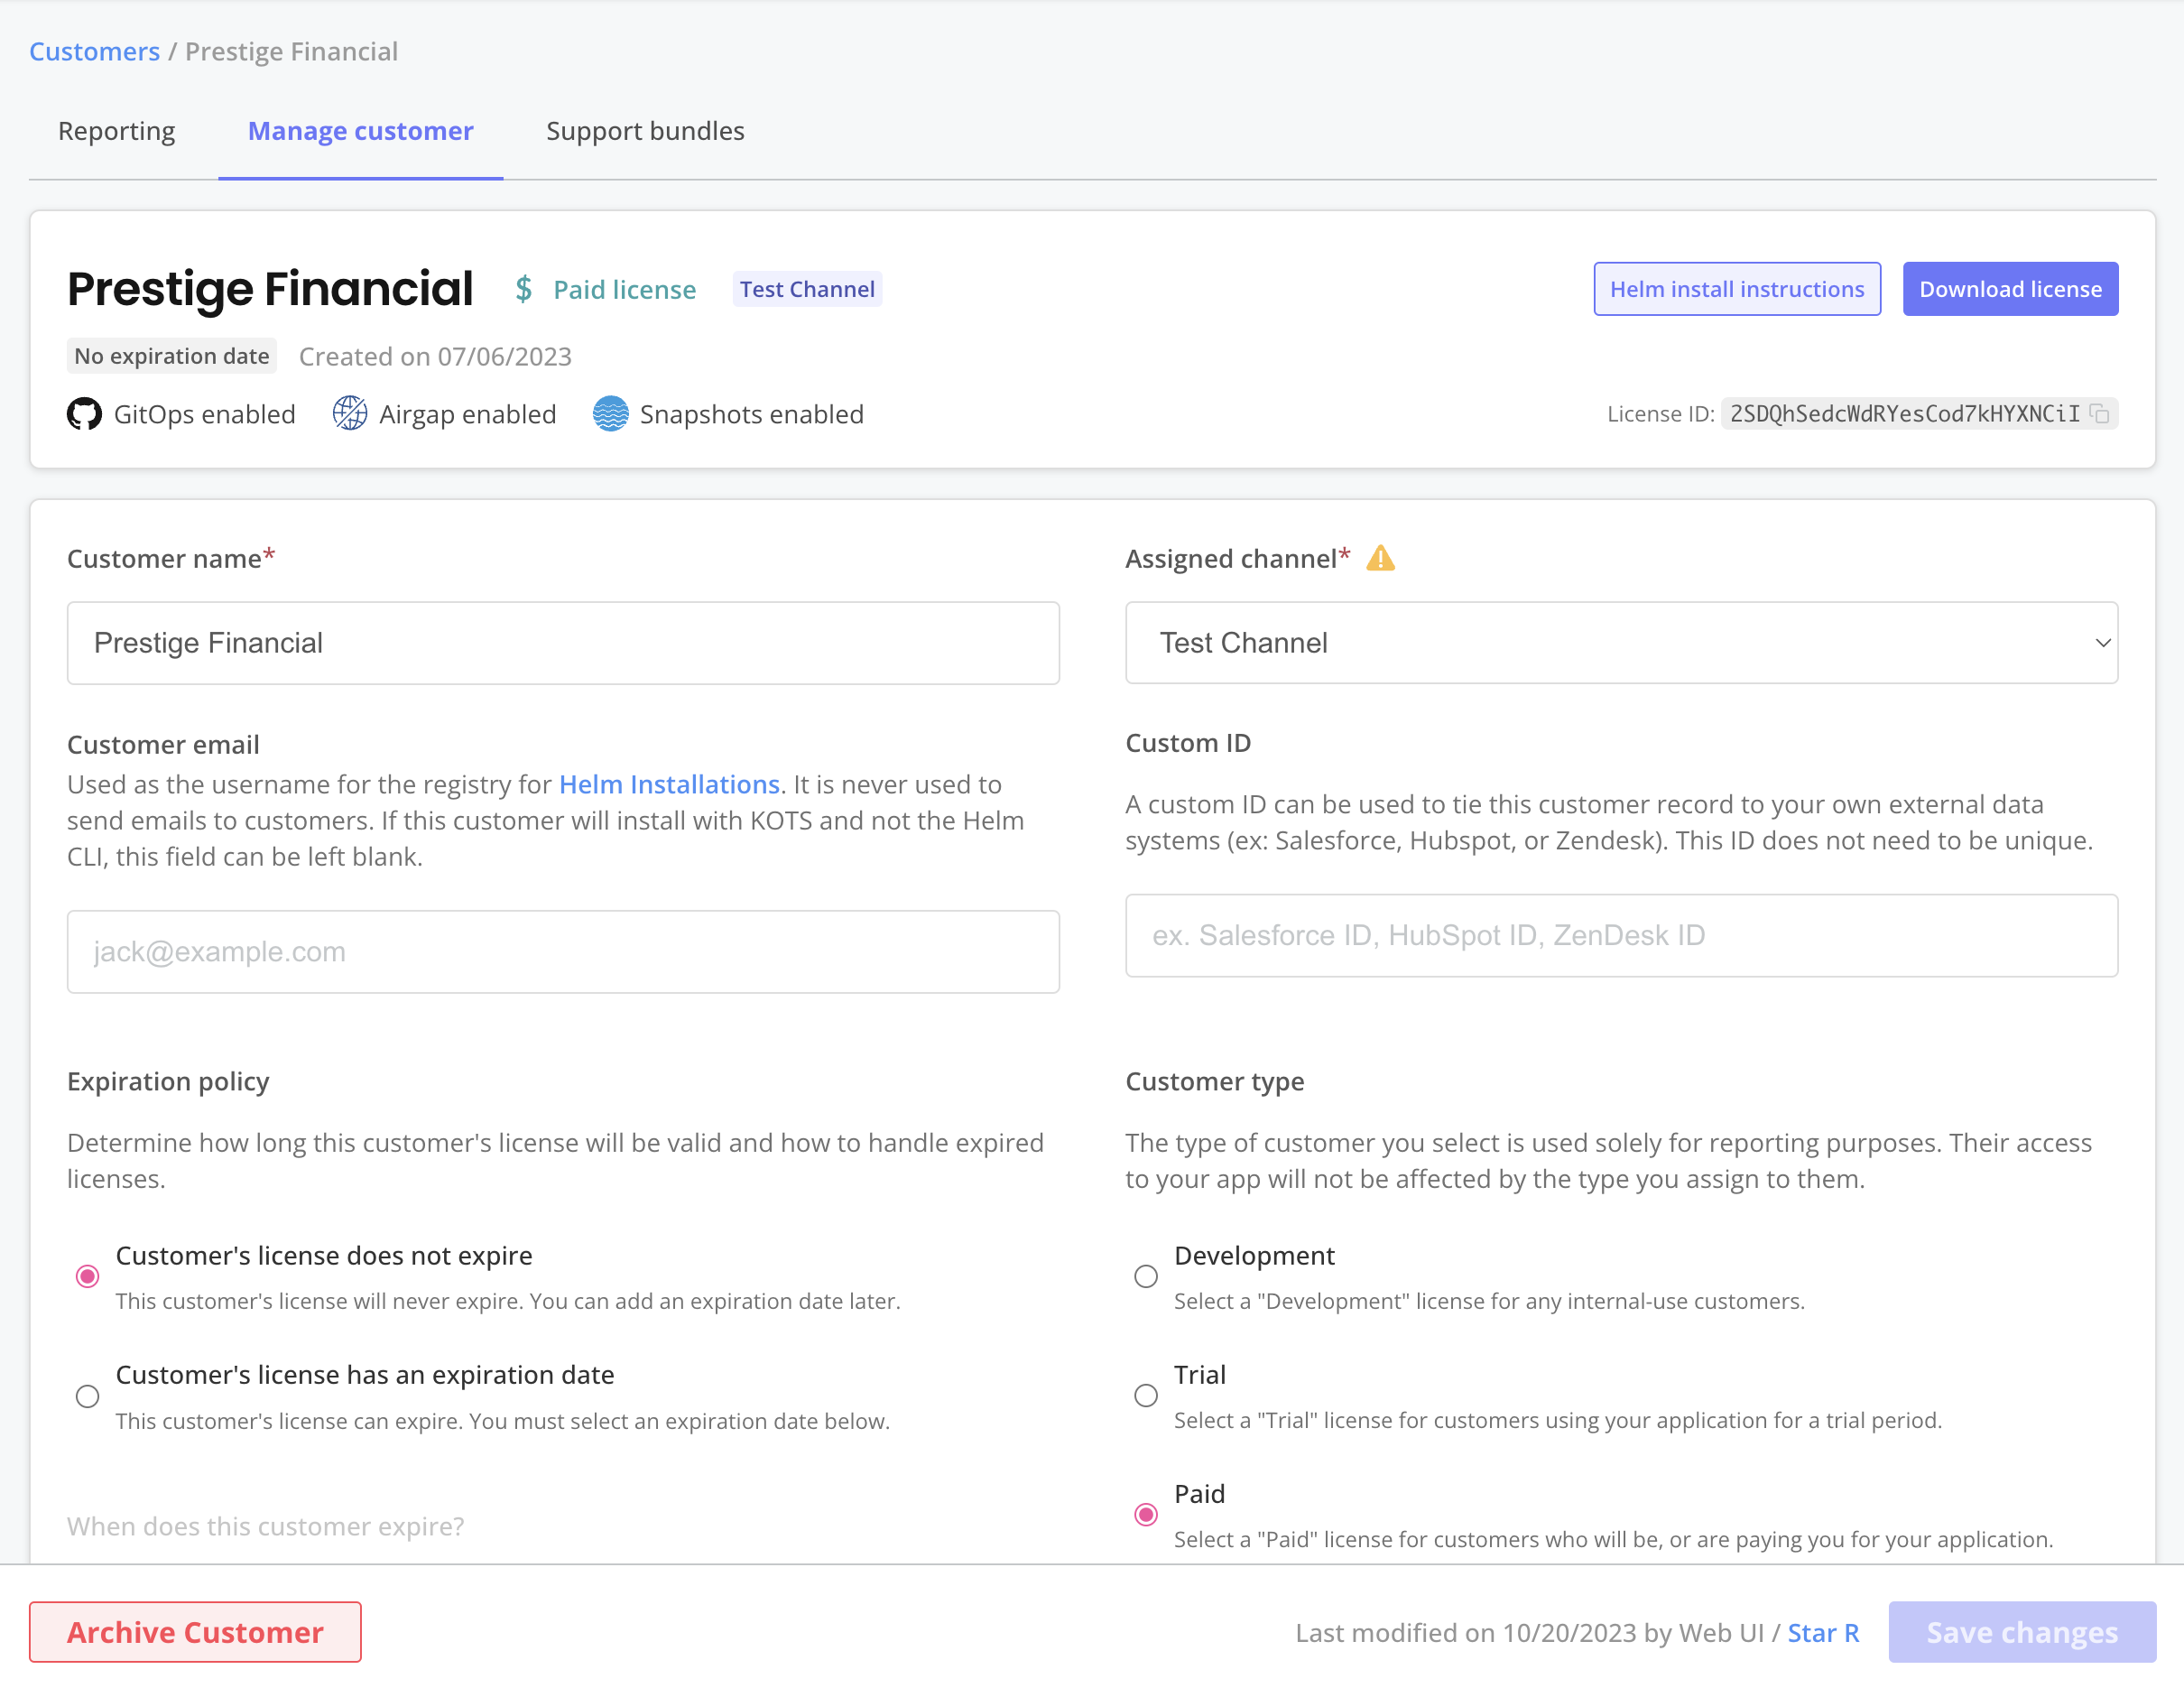 Customers / Prestige Financial
Reporting
Manage customer
Support bundles
Prestige Financial
$ Paid license
Test Channel
Helm install instructions
Download license
No expiration date
Created on 07/06/2023
GitOps enabled
Airgap enabled
Snapshots enabled
License ID: 2SDQhSedcWdRYesCod7kHYXNCiI
Customer name*
Prestige Financial
Assigned channel*
Test Channel
Customer email
Used as the username for the registry for Helm Installations. It is never used to
send emails to customers. If this customer will install with KOTS and not the Helm
CLI, this field can be left blank.
jack@example.com
Custom ID
A custom ID can be used to tie this customer record to your own external data
systems (ex: Salesforce, Hubspot, or Zendesk). This ID does not need to be unique.
ex. Salesforce ID, HubSpot ID, ZenDesk ID
Expiration policy
Determine how long this customer's license will be valid and how to handle expired
licenses.
Customer's license does not expire
This customer's license will never expire. You can add an expiration date later.
Customer's license has an expiration date
This customer's license can expire. You must select an expiration date below.
When does this customer expire?
Customer type
The type of customer you select is used solely for reporting purposes. Their access
to your app will not be affected by the type you assign to them.
Development
Select a "Development" license for any internal-use customers.
Trial
Select a "Trial" license for customers using your application for a trial period.
Paid
Select a "Paid" license for customers who will be, or are paying you for your application.
Archive Customer
Last modified on 10/20/2023 by Web UI / Star R
Save changes